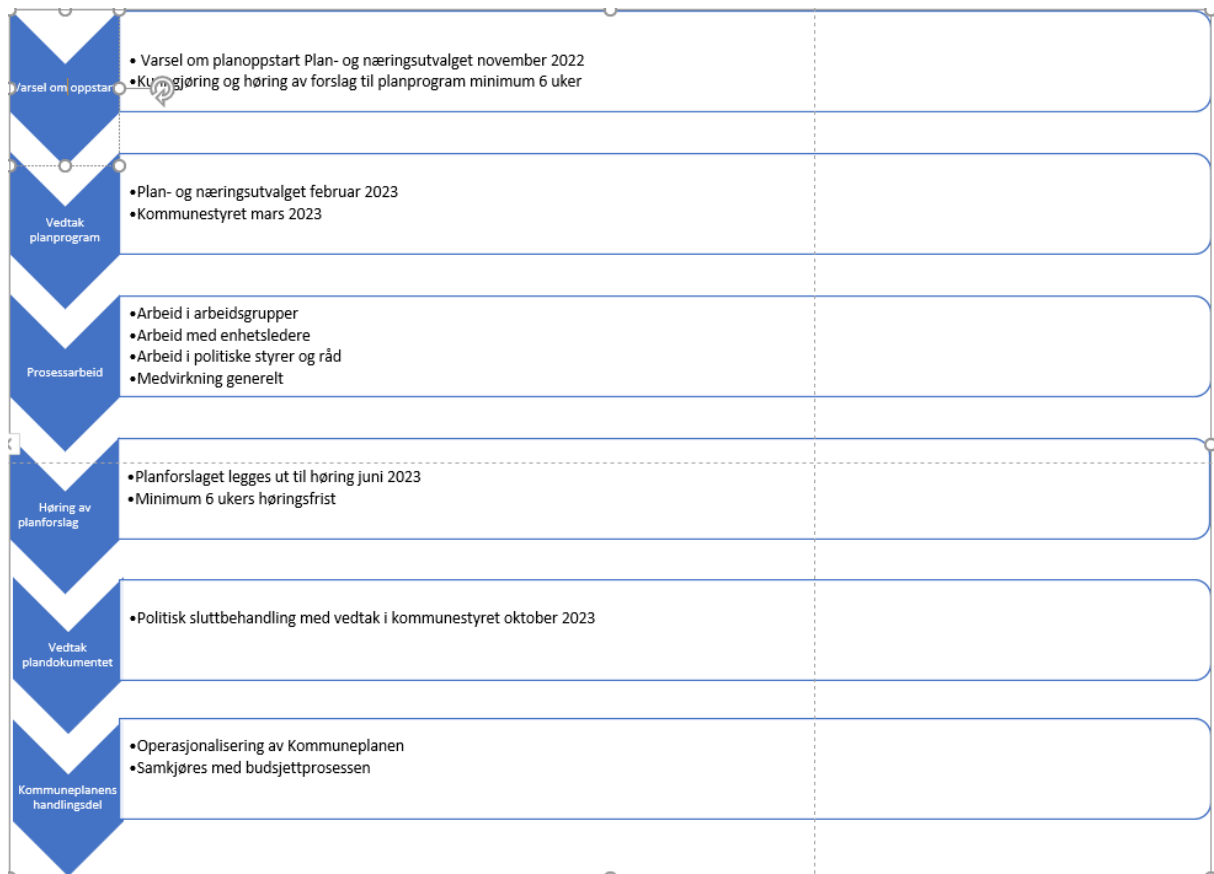 Varsel om oppstart
• Varsel om planoppstart Plan- og næringsutvalget november 2022
•Kunngjøring og høring av forslag til planprogram minimum 6 uker
Vedtak
planprogram
•Plan- og næringsutvalget februar 2023
•Kommunestyret mars 2023
Prosessarbeid
•Arbeid i arbeidsgrupper
•Arbeid med enhetsledere
•Arbeid i politiske styrer og råd
•Medvirkning generelt
Høring av
planforslag
•Planforslaget legges ut til høring juni 2023
•Minimum 6 ukers høringsfrist
Vedtak
plandokumentet
•Politisk sluttbehandling med vedtak i kommunestyret oktober 2023
Kommuneplanens
handlingsdel
•Operasjonalisering av Kommuneplanen
•Samkjøres med budsjettprosessen